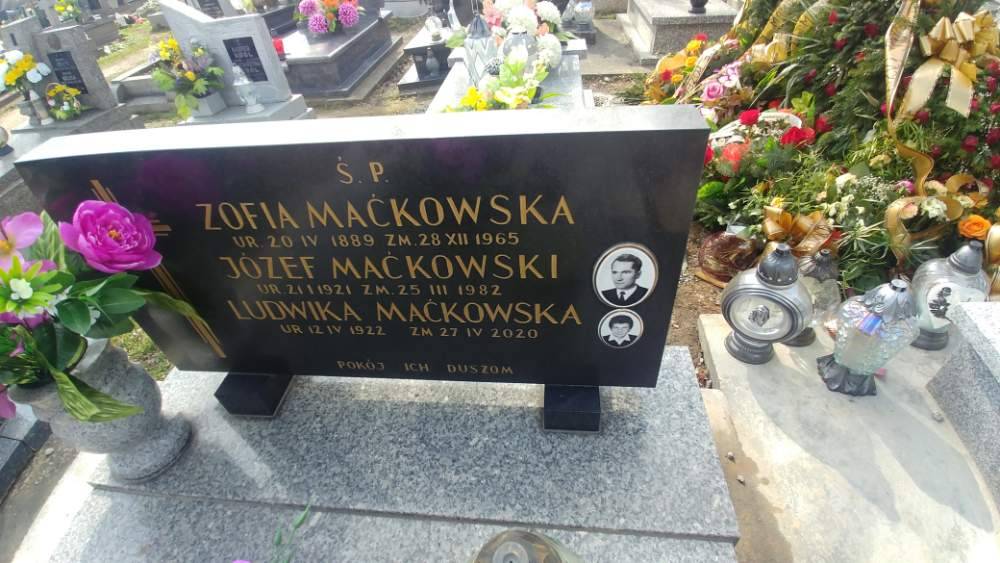 Ś. P.
ZOFIA MAĆKOWSKA
UR. 20 IV 1889 ZM. 28 XII 1965
JÓZEF MAĆKOWSKI
UR. 21 I 1921 ZM. 25 III 1982
LUDWIKA MAĆKOWSKA
UR 12 IV 1922 ZM 27 IV 2020
POKÓJ ICH DUSZOM